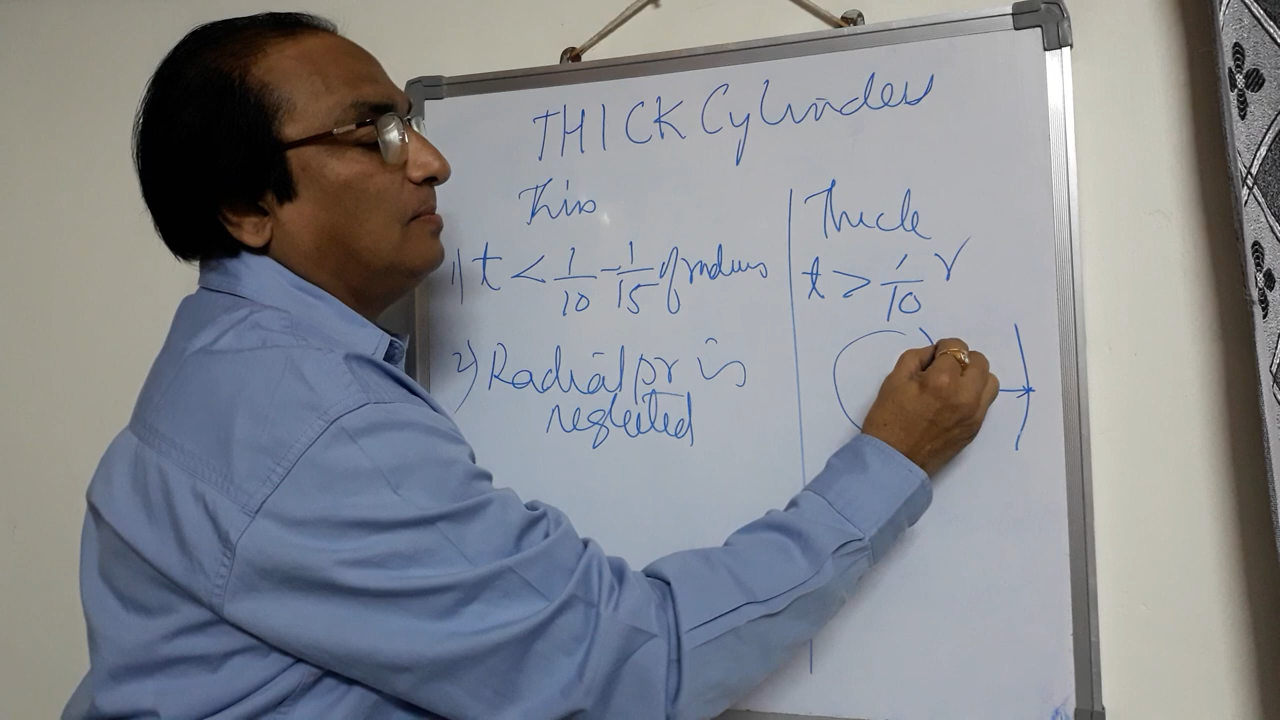 THICK Cylinders
Thin
1) t < 1/10 - 1/15 of radius
2) Radial pr is
neglected
Thick
t > 1/10 r